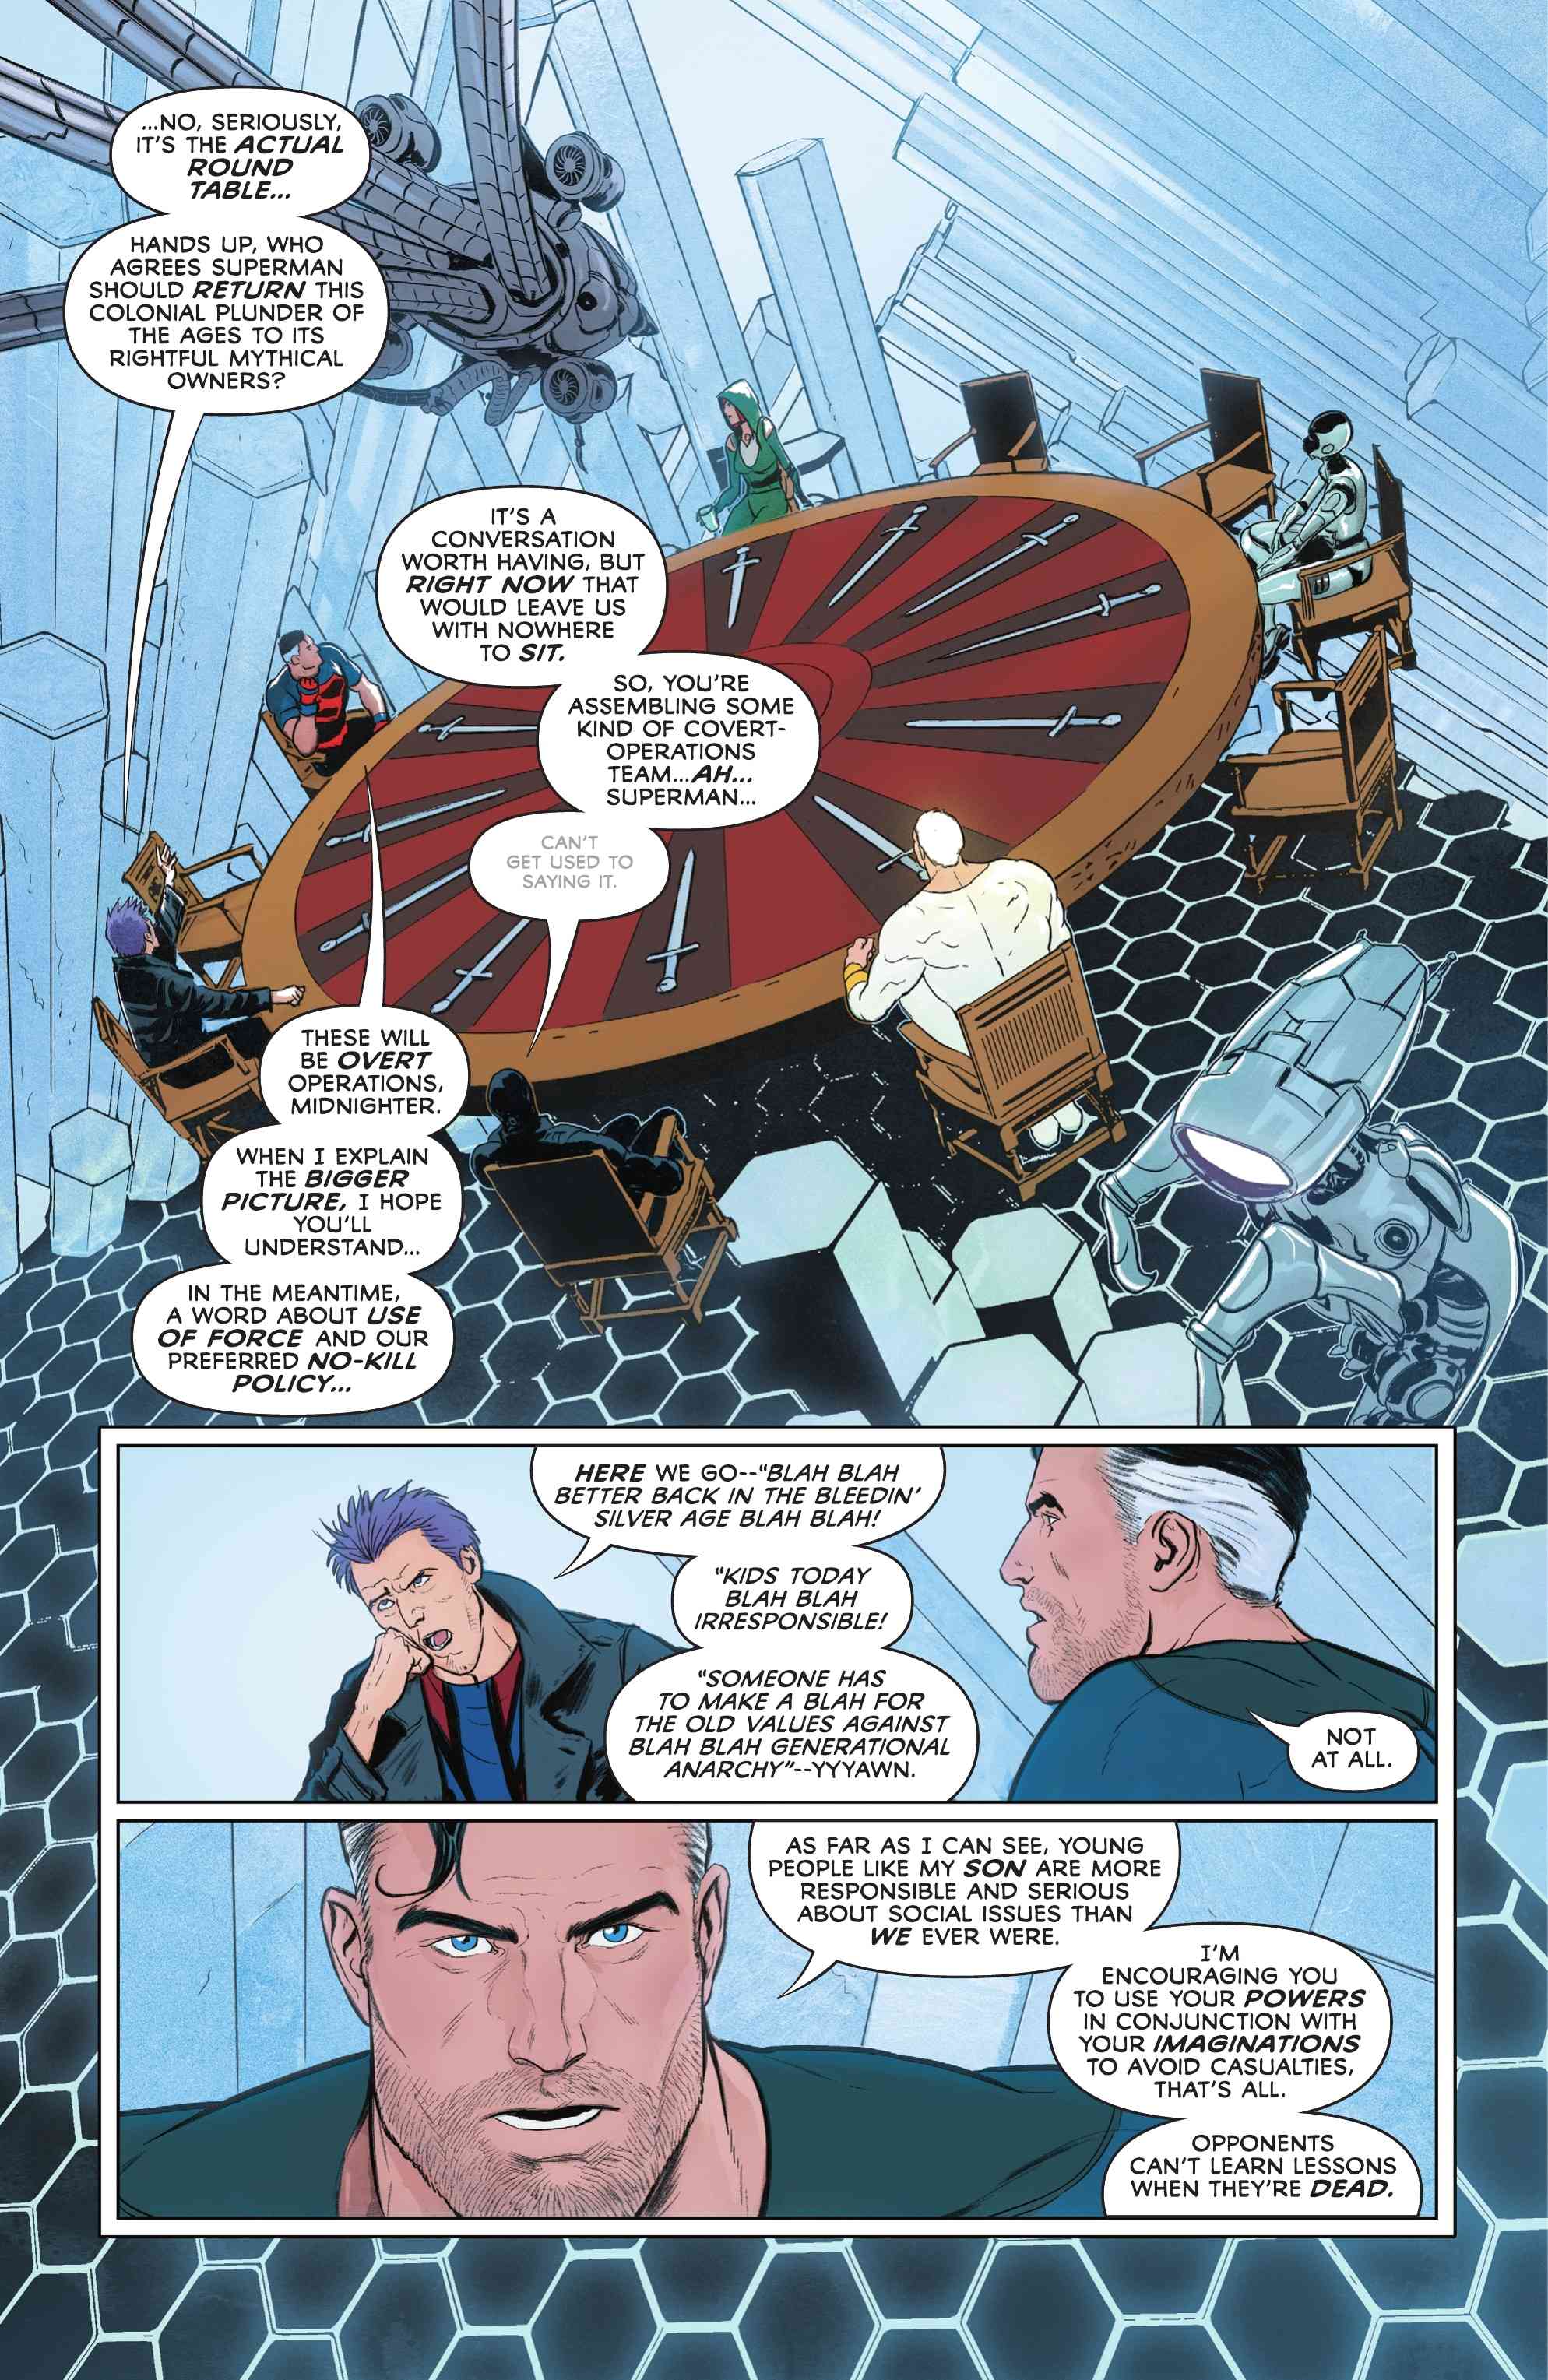 ...NO, SERIOUSLY,
IT'S THE ACTUAL
ROUND
TABLE...
HANDS UP, WHO
AGREES SUPERMAN
SHOULD RETURN THIS
COLONIAL PLUNDER OF
THE AGES TO ITS
RIGHTFUL MYTHICAL
OWNERS?
IT'S A
CONVERSATION
WORTH HAVING, BUT
RIGHT NOW THAT
WOULD LEAVE US
WITH NOWHERE
TO SIT.
SO, YOU'RE
ASSEMBLING SOME
KIND OF COVERT-
OPERATIONS
TEAM...AH...
SUPERMAN...
CAN'T
GET USED TO
SAYING IT.
THESE WILL
BE OVERT
OPERATIONS,
MIDNIGHTER.
WHEN I EXPLAIN
THE BIGGER
PICTURE, I HOPE
YOU'LL
UNDERSTAND...
IN THE MEANTIME,
A WORD ABOUT USE
OF FORCE AND OUR
PREFERRED NO-KILL
POLICY...
HERE WE GO--"BLAH BLAH
BETTER BACK IN THE BLEEDIN'
SILVER AGE BLAH BLAH!
"KIDS TODAY
BLAH BLAH
IRRESPONSIBLE!
"SOMEONE HAS
TO MAKE A BLAH FOR
THE OLD VALUES AGAINST
BLAH BLAH GENERATIONAL
ANARCHY"--YYYAWN.
NOT
AT ALL.
AS FAR AS I CAN SEE, YOUNG
PEOPLE LIKE MY SON ARE MORE
RESPONSIBLE AND SERIOUS
ABOUT SOCIAL ISSUES THAN
WE EVER WERE.
I'M
ENCOURAGING YOU
TO USE YOUR POWERS
IN CONJUNCTION WITH
YOUR IMAGINATIONS
TO AVOID CASUALTIES,
THAT'S ALL.
OPPONENTS
CAN'T LEARN LESSONS
WHEN THEY'RE DEAD.